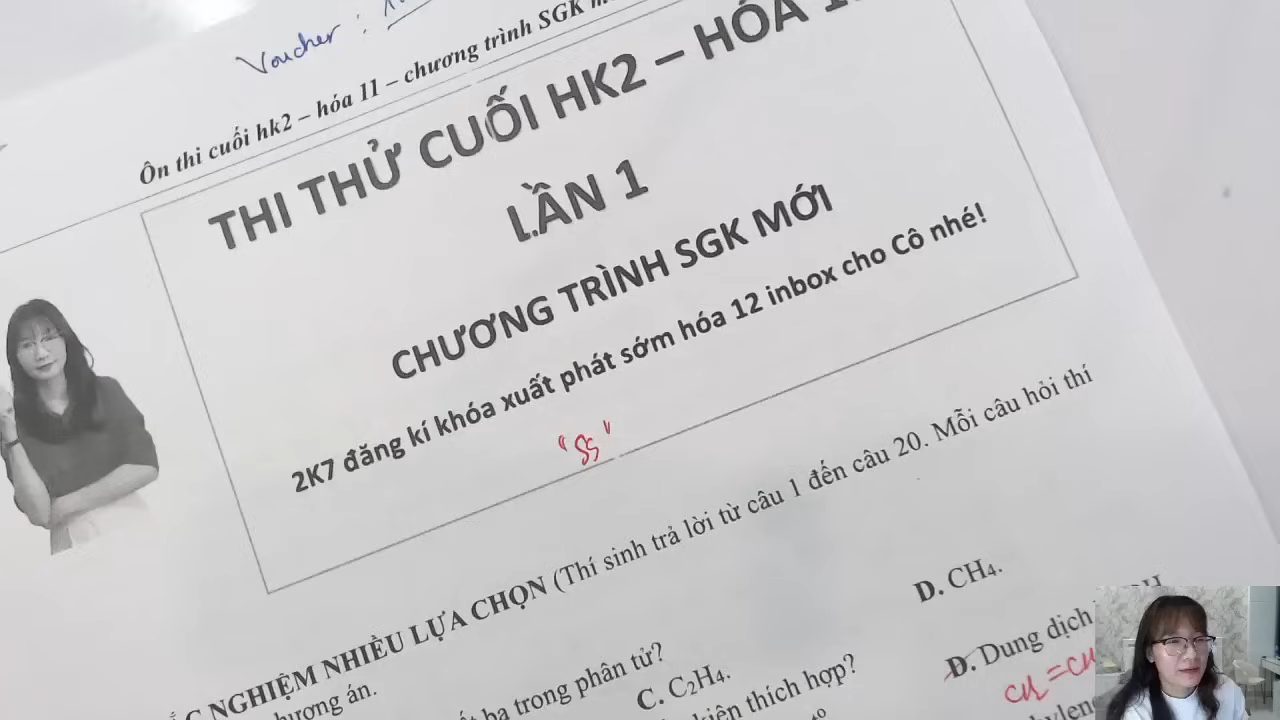 Voucher :
Ôn thi cuối hk2 – hóa 11 – chương trình SGK
THI THỬ CUỐI HK2 – HÓA
LẦN 1
CHƯƠNG TRÌNH SGK MỚI
2K7 đăng kí khóa xuất phát sớm hóa 12 inbox cho Cô nhé!
NGHIỆM NHIỀU LỰA CHỌN (Thí sinh trả lời từ câu 1 đến câu 20. Mỗi câu hỏi thí
hương án.
ba trong phân tử?
C. C₂H₄.
D. CH₄.
kiện thích hợp?
D. Dung dịch